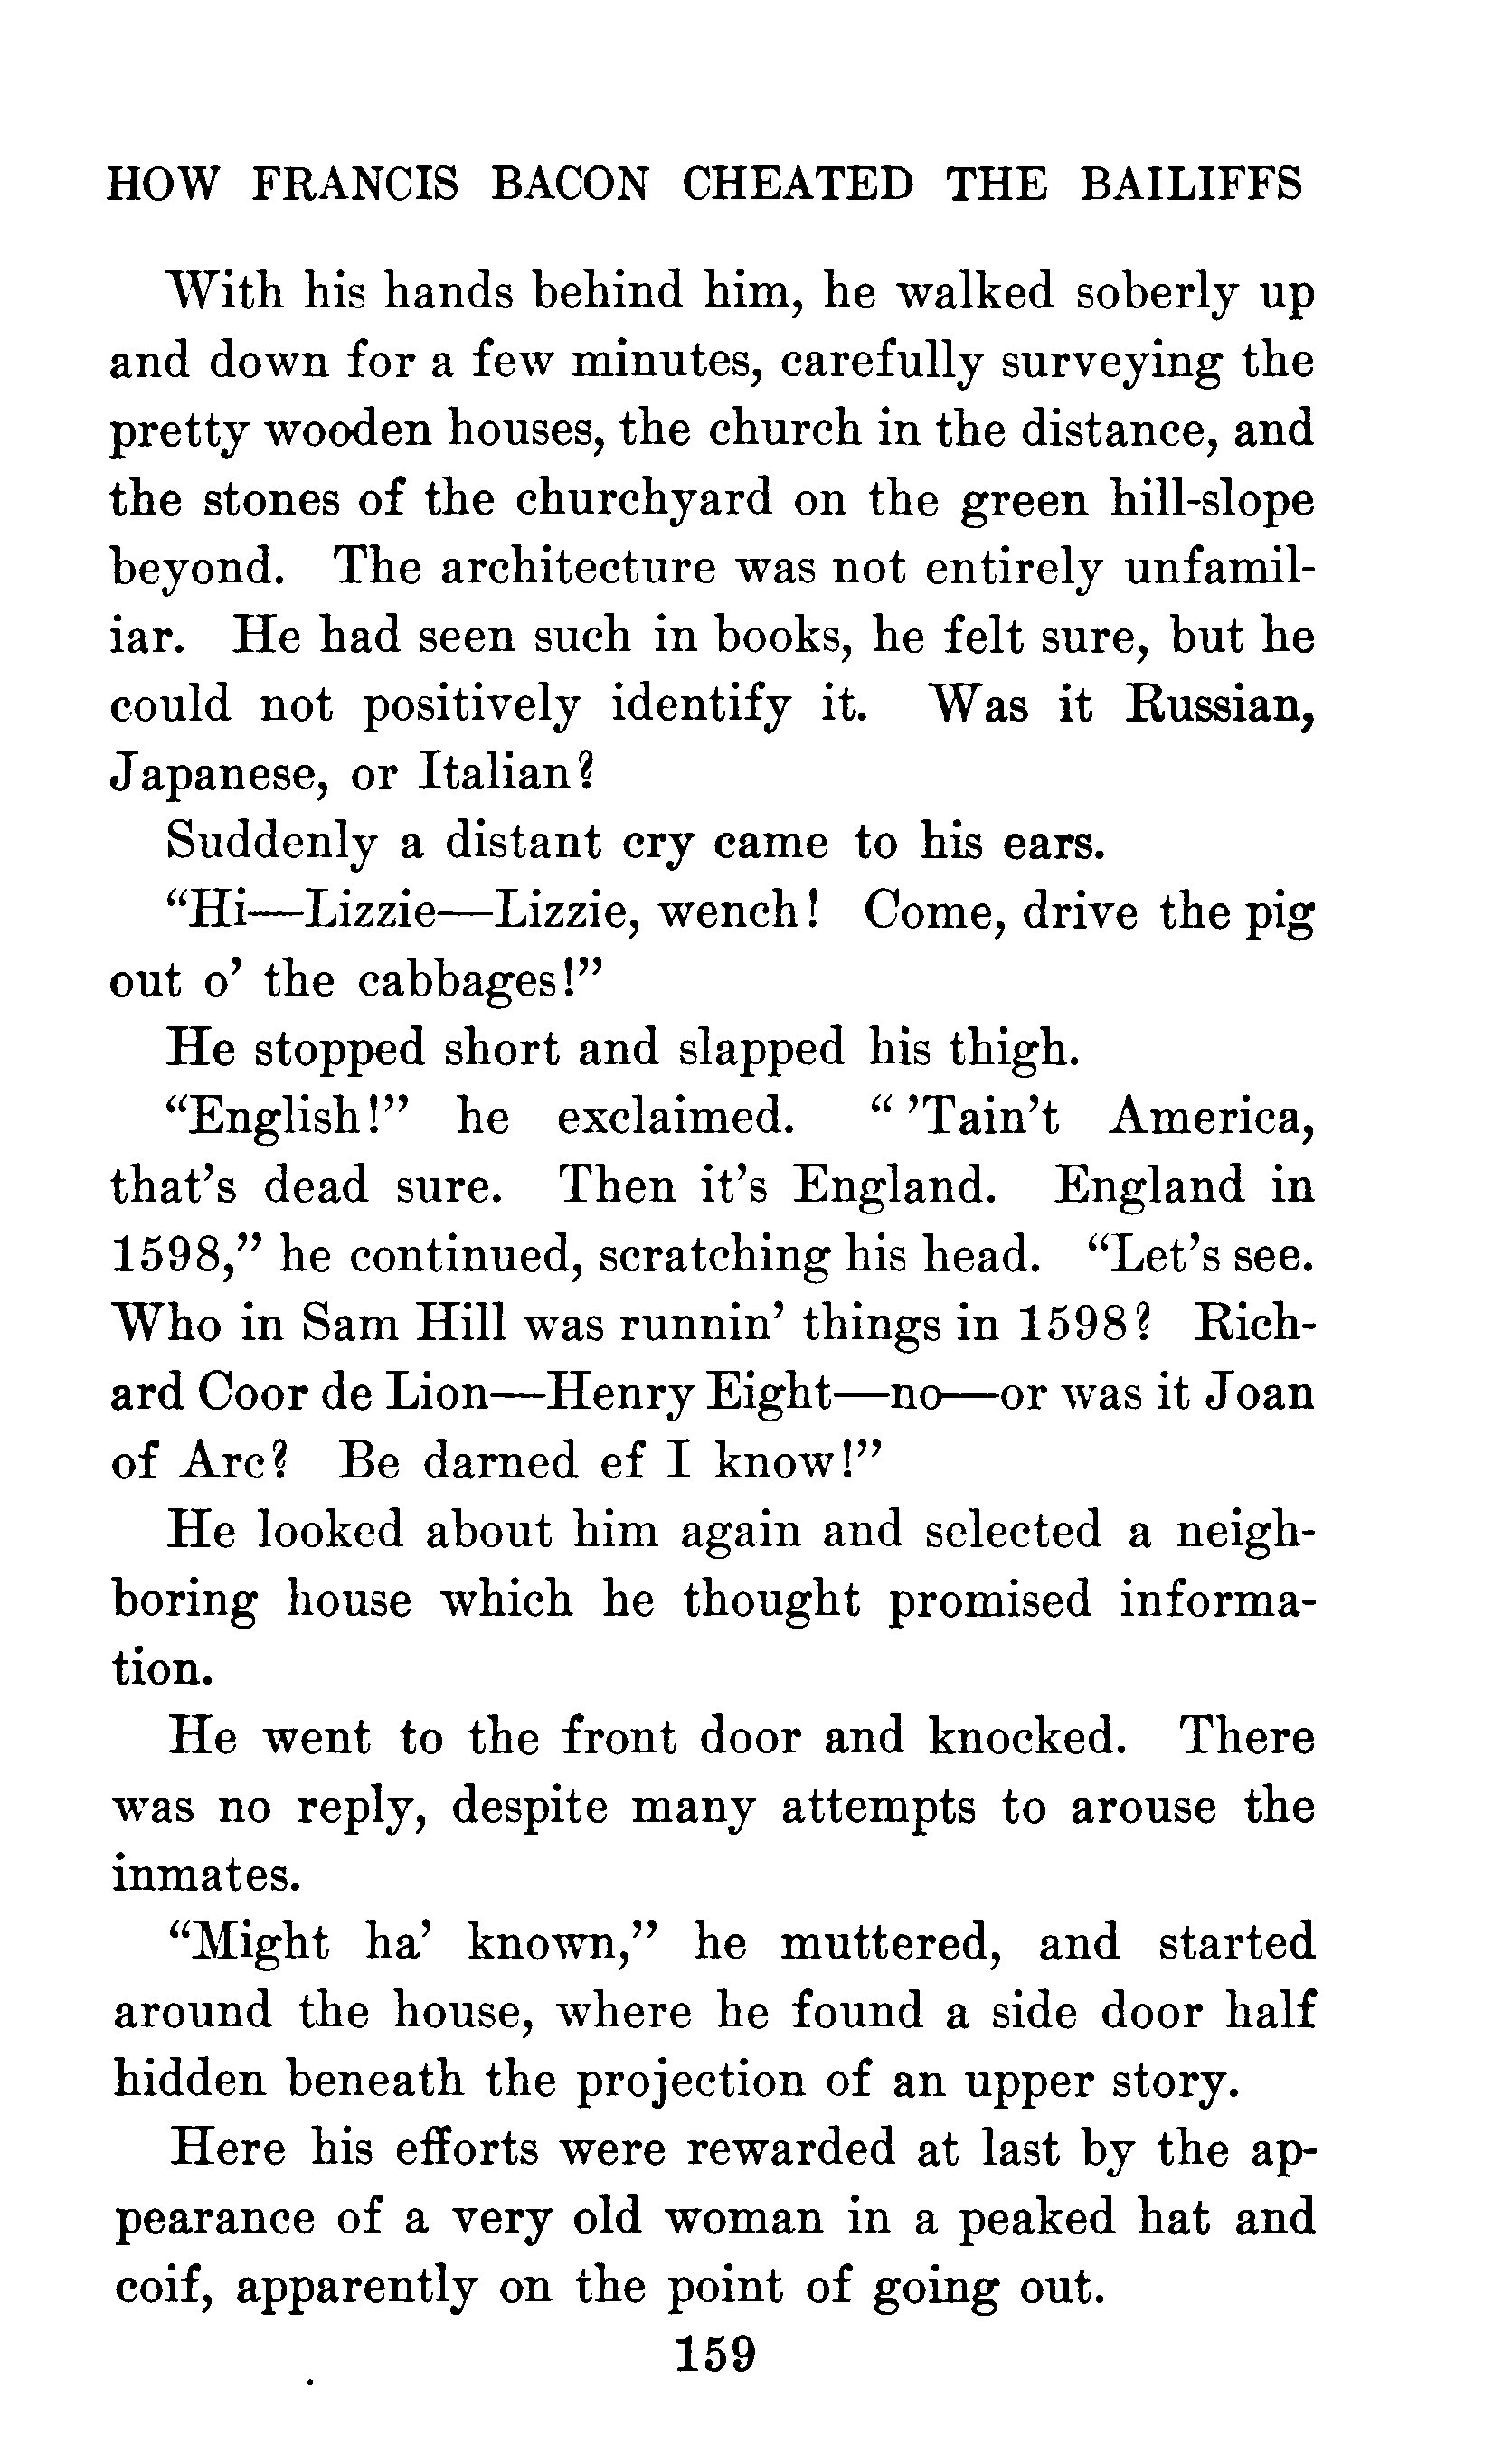 HOW FRANCIS BACON CHEATED THE BAILIFFS
With his hands behind him, he walked soberly up
and down for a few minutes, carefully surveying the
pretty wooden houses, the church in the distance, and
the stones of the churchyard on the green hill-slope
beyond. The architecture was not entirely unfamil-
iar. He had seen such in books, he felt sure, but he
could not positively identify it. Was it Russian,
Japanese, or Italian?
Suddenly a distant cry came to his ears.
“Hi—Lizzie—Lizzie, wench! Come, drive the pig
out o’ the cabbages!”
He stopped short and slapped his thigh.
“English!” he exclaimed. “ ’Tain’t America,
that’s dead sure. Then it’s England. England in
1598,” he continued, scratching his head. “Let’s see.
Who in Sam Hill was runnin’ things in 1598? Rich-
ard Coor de Lion—Henry Eight—no—or was it Joan
of Arc? Be darned ef I know!”
He looked about him again and selected a neigh-
boring house which he thought promised informa-
tion.
He went to the front door and knocked. There
was no reply, despite many attempts to arouse the
inmates.
“Might ha’ known,” he muttered, and started
around the house, where he found a side door half
hidden beneath the projection of an upper story.
Here his efforts were rewarded at last by the ap-
pearance of a very old woman in a peaked hat and
coif, apparently on the point of going out.
159